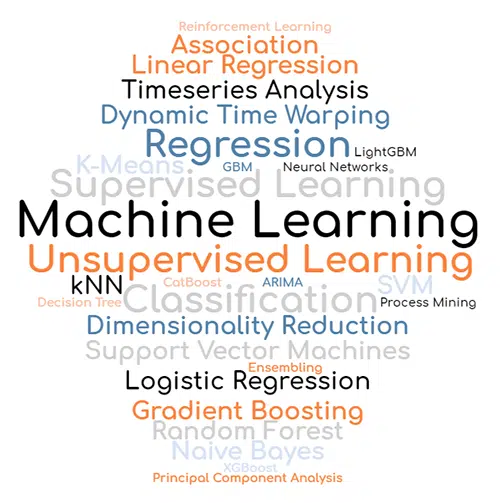 Reinforcement Learning
Association
Linear Regression
Timeseries Analysis
Dynamic Time Warping
Regression LightGBM
K-Means GBM Neural Networks
Supervised Learning
Machine Learning
Unsupervised Learning
kNN CatBoost ARIMA SVM
Decision Tree Classification Process Mining
Dimensionality Reduction
Support Vector Machines
Ensembling
Logistic Regression
Gradient Boosting
Random Forest
Naive Bayes
XGBoost
Principal Component Analysis